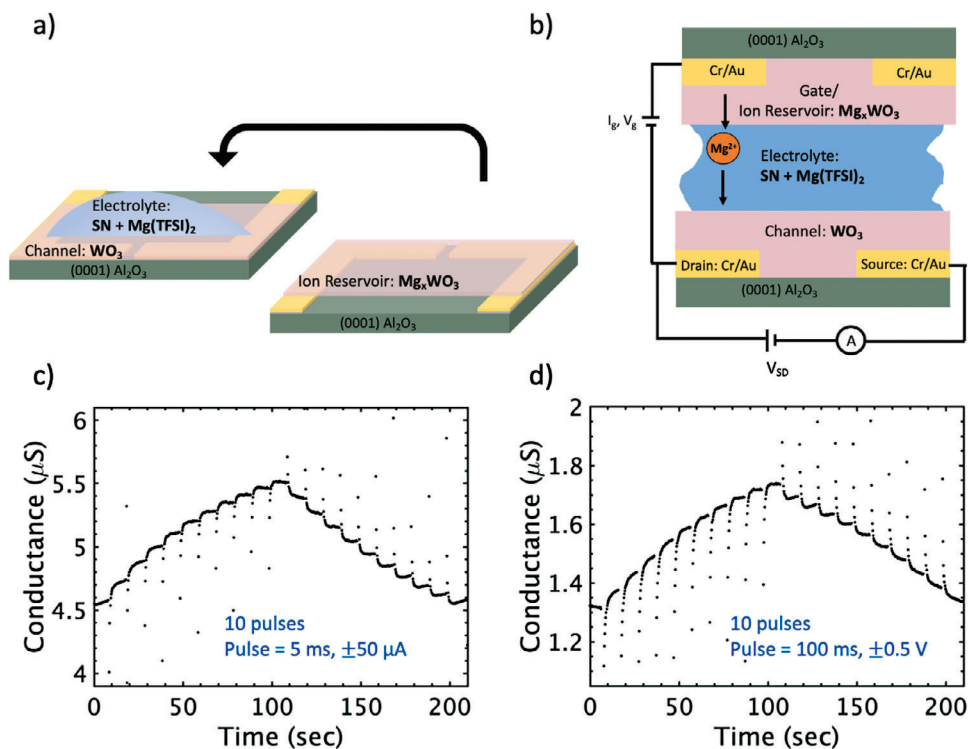 a)
Electrolyte:
SN + Mg(TFSI)₂
Channel: WO₃
(0001) Al₂O₃
Ion Reservoir: MgₓWO₃
(0001) Al₂O₃
b)
(0001) Al₂O₃
Cr/Au
Cr/Au
Gate/
Ion Reservoir: MgₓWO₃
I_g, V_g
Mg²⁺
Electrolyte:
SN + Mg(TFSI)₂
Channel: WO₃
Drain: Cr/Au
Source: Cr/Au
(0001) Al₂O₃
A
V_SD
c)
6
5.5
5
4.5
4
Conductance (μS)
10 pulses
Pulse = 5 ms, ±50 μA
0
50
100
150
200
Time (sec)
d)
2
1.8
1.6
1.4
1.2
Conductance (μS)
10 pulses
Pulse = 100 ms, ±0.5 V
0
50
100
150
200
Time (sec)